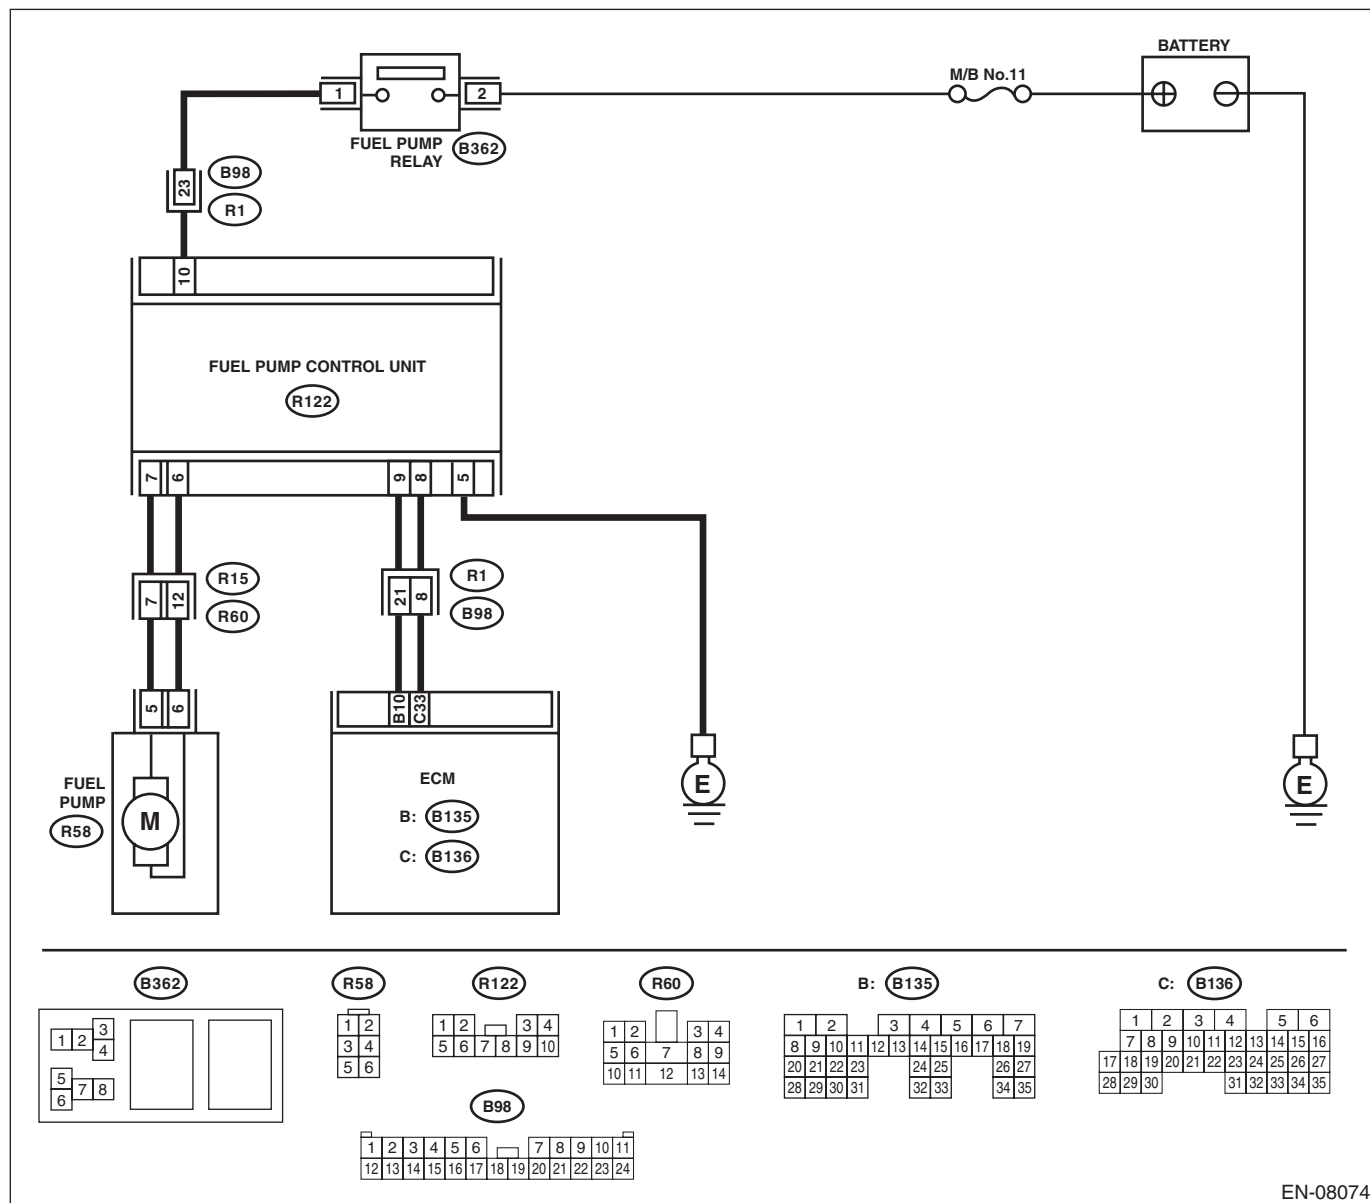 BATTERY
M/B No.11
1
2
FUEL PUMP
RELAY
B362
23
B98
R1
10
FUEL PUMP CONTROL UNIT
R122
7
6
9
8
5
7
12
R15
R60
21
8
R1
B98
5
6
B10
C33
FUEL
PUMP
R58
M
ECM
B: B135
C: B136
E
E
B362
R58
R122
R60
B: B135
C: B136
1 2 3
4
5
6 7 8
1 2
3 4
5 6
1 2 3 4
5 6 7 8 9 10
1 2 3 4
5 6 7 8 9
10 11 12 13 14
1 2 3 4 5 6 7
8 9 10 11 12 13 14 15 16 17 18 19
20 21 22 23 24 25 26 27
28 29 30 31 32 33 34 35
1 2 3 4 5 6
7 8 9 10 11 12 13 14 15 16
17 18 19 20 21 22 23 24 25 26 27
28 29 30 31 32 33 34 35
B98
1 2 3 4 5 6 7 8 9 10 11
12 13 14 15 16 17 18 19 20 21 22 23 24
EN-08074